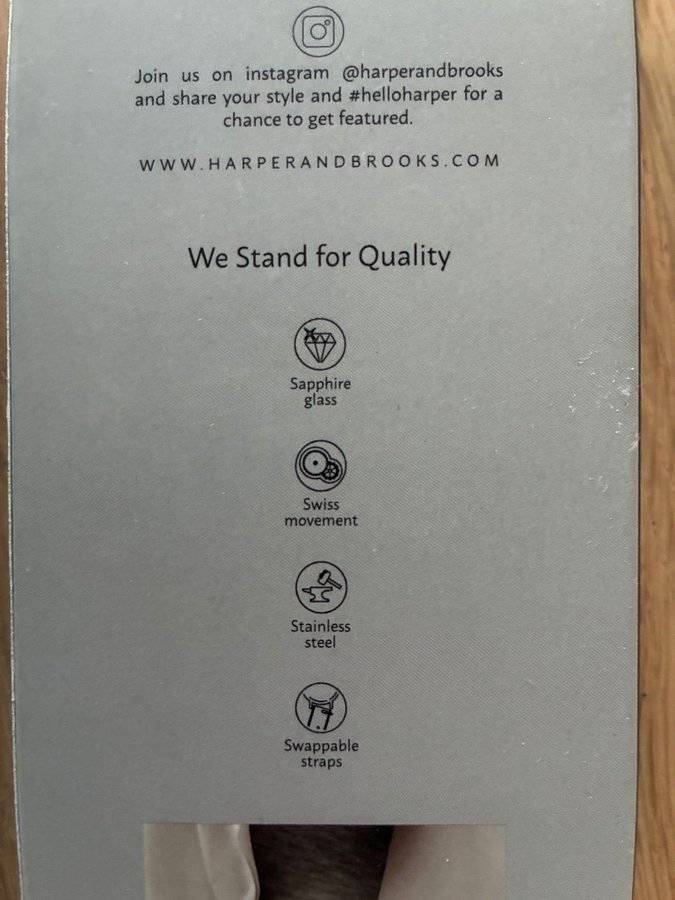 Join us on instagram @harperandbrooks
and share your style and #helloharper for a
chance to get featured.
WWW.HARPERANDBROOKS.COM
We Stand for Quality
Sapphire
glass
Swiss
movement
Stainless
steel
Swappable
straps